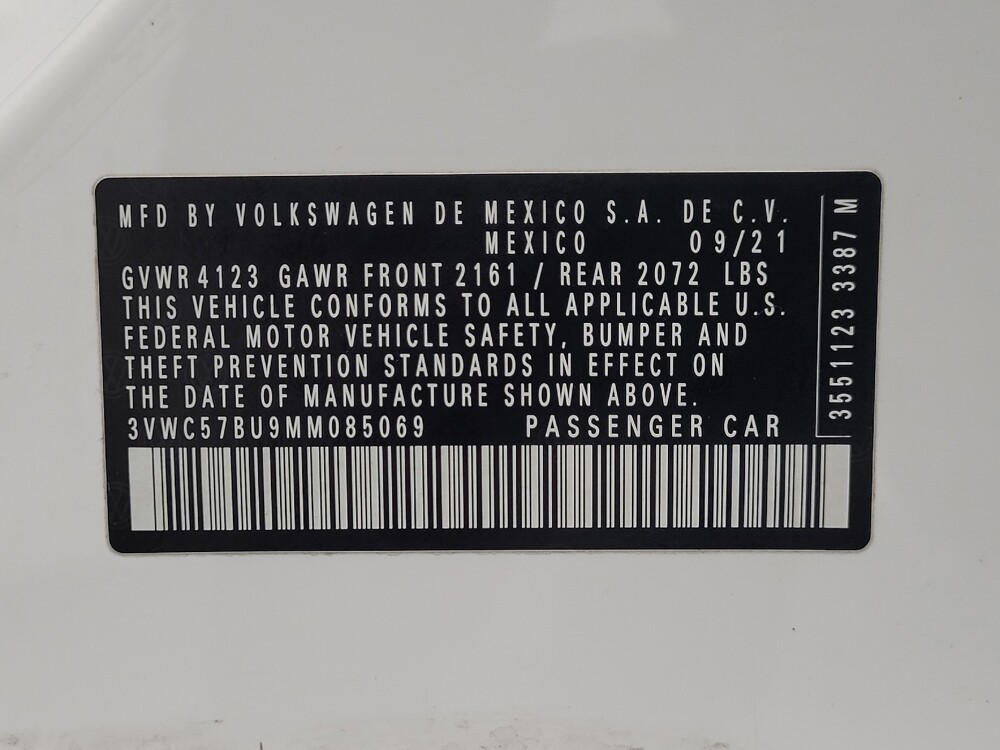 MFD BY VOLKSWAGEN DE MEXICO S.A. DE C.V.
MEXICO 09/21
GVWR 4123 GAWR FRONT 2161 / REAR 2072 LBS
THIS VEHICLE CONFORMS TO ALL APPLICABLE U.S.
FEDERAL MOTOR VEHICLE SAFETY, BUMPER AND
THEFT PREVENTION STANDARDS IN EFFECT ON
THE DATE OF MANUFACTURE SHOWN ABOVE.
3VWC57BU9MM085069 PASSENGER CAR
3551123 3387 M